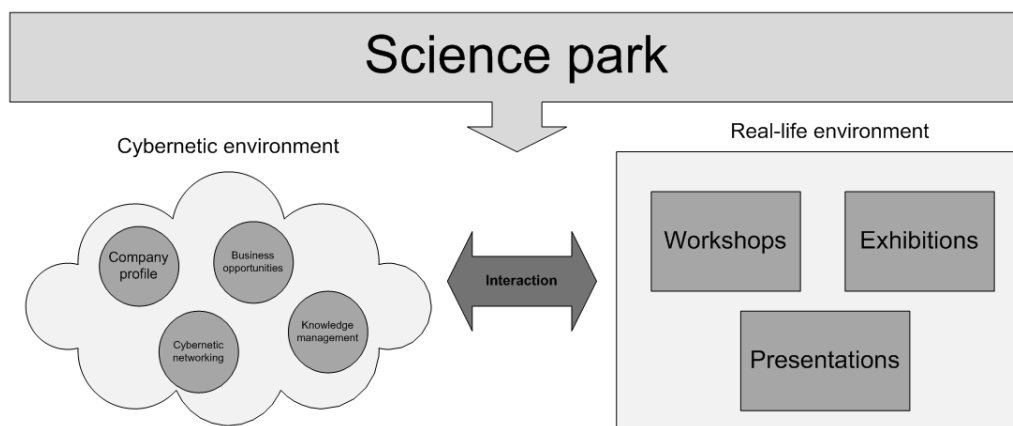 Science park
Cybernetic environment
Company
profile
Business
opportunities
Cybernetic
networking
Knowledge
management
Interaction
Real-life environment
Workshops
Exhibitions
Presentations